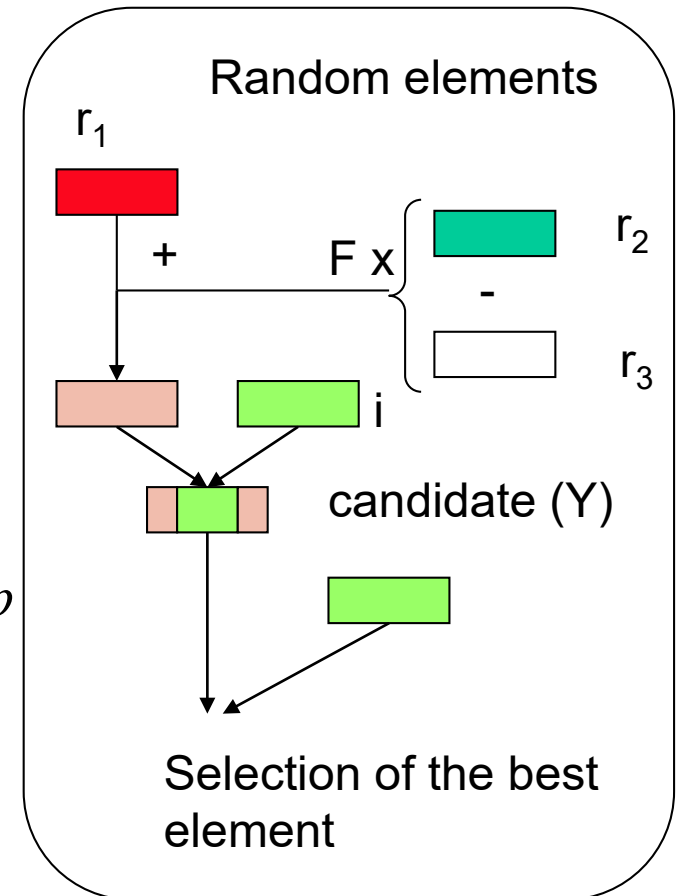 Random elements
r₁
+
F x
r₂
-
r₃
i
candidate (Y)
p
Selection of the best
element